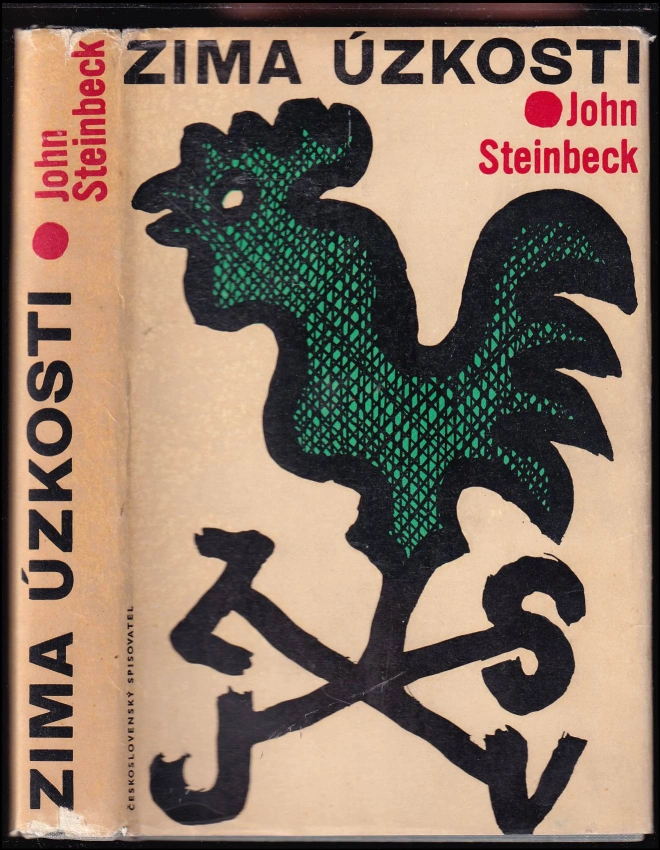 John
Steinbeck
ZIMA ÚZKOSTI
ČESKOSLOVENSKÝ SPISOVATEL
ZIMA ÚZKOSTI
John
Steinbeck
Z
S
J
V